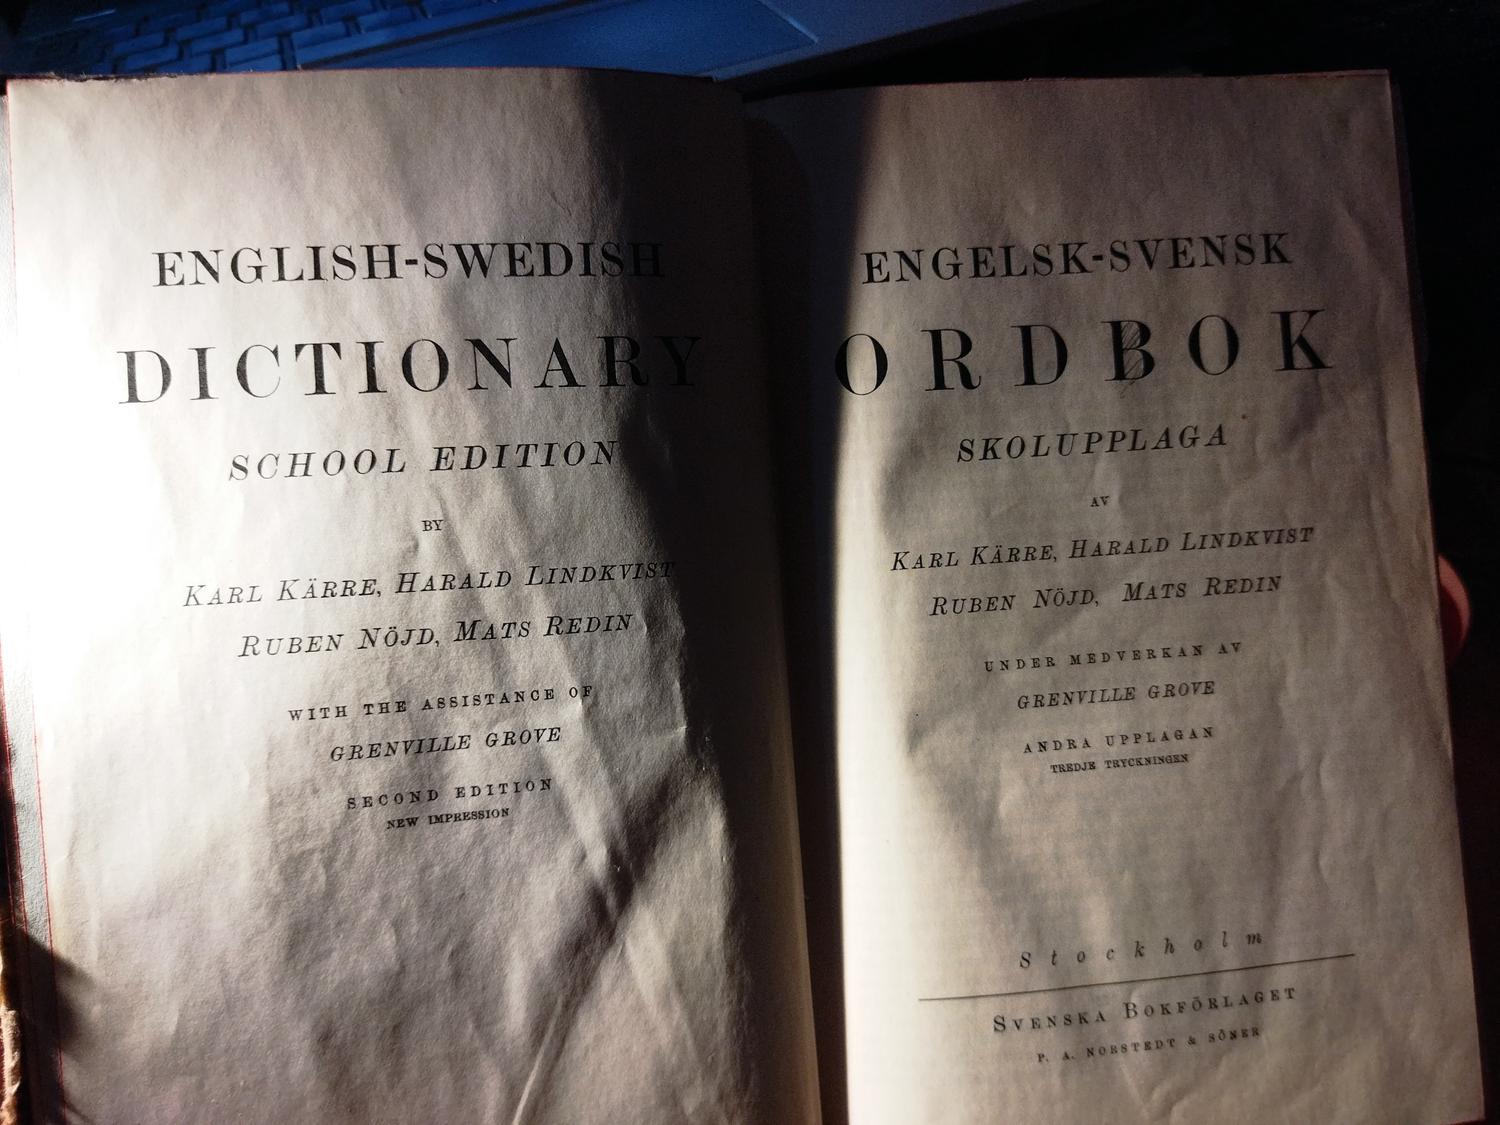 ENGLISH-SWEDISH
DICTIONARY
SCHOOL EDITION
BY
KARL KÄRRE, HARALD LINDKVIST
RUBEN NÖJD, MATS REDIN
WITH THE ASSISTANCE OF
GRENVILLE GROVE
SECOND EDITION
NEW IMPRESSION
ENGELSK-SVENSK
ORDBOK
SKOLUPPLAGA
AV
KARL KÄRRE, HARALD LINDKVIST
RUBEN NÖJD, MATS REDIN
UNDER MEDVERKAN AV
GRENVILLE GROVE
ANDRA UPPLAGAN
TREDJE TRYCKNINGEN
Stockholm
SVENSKA BOKFÖRLAGET
P. A. NORSTEDT & SÖNER